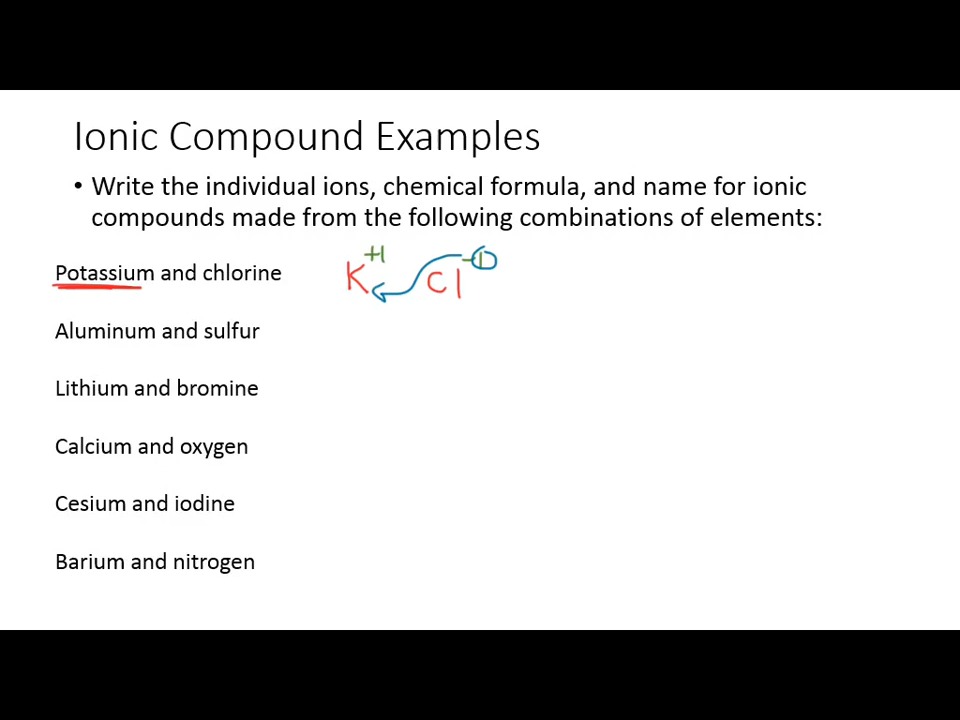 Ionic Compound Examples
• Write the individual ions, chemical formula, and name for ionic
compounds made from the following combinations of elements:
Potassium and chlorine K+1 Cl-1
Aluminum and sulfur
Lithium and bromine
Calcium and oxygen
Cesium and iodine
Barium and nitrogen